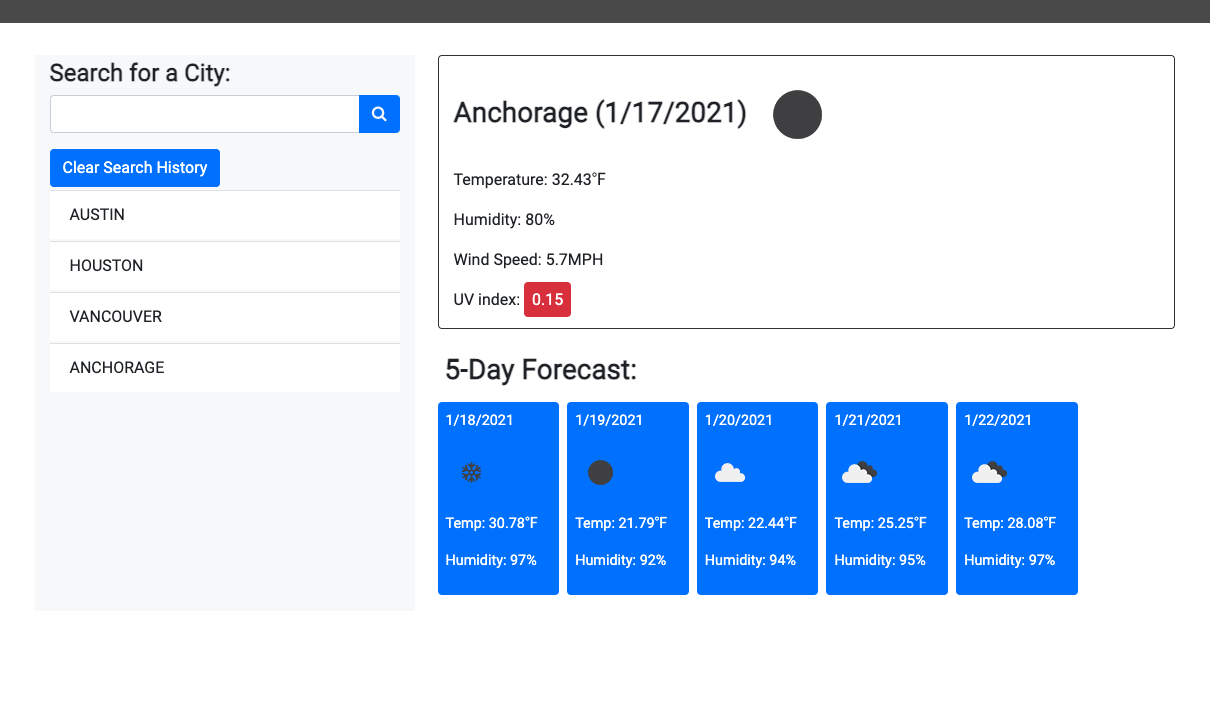 Search for a City:
Clear Search History
AUSTIN
HOUSTON
VANCOUVER
ANCHORAGE
Anchorage (1/17/2021)
Temperature: 32.43°F
Humidity: 80%
Wind Speed: 5.7MPH
UV index: 0.15
5-Day Forecast:
1/18/2021
Temp: 30.78°F
Humidity: 97%
1/19/2021
Temp: 21.79°F
Humidity: 92%
1/20/2021
Temp: 22.44°F
Humidity: 94%
1/21/2021
Temp: 25.25°F
Humidity: 95%
1/22/2021
Temp: 28.08°F
Humidity: 97%